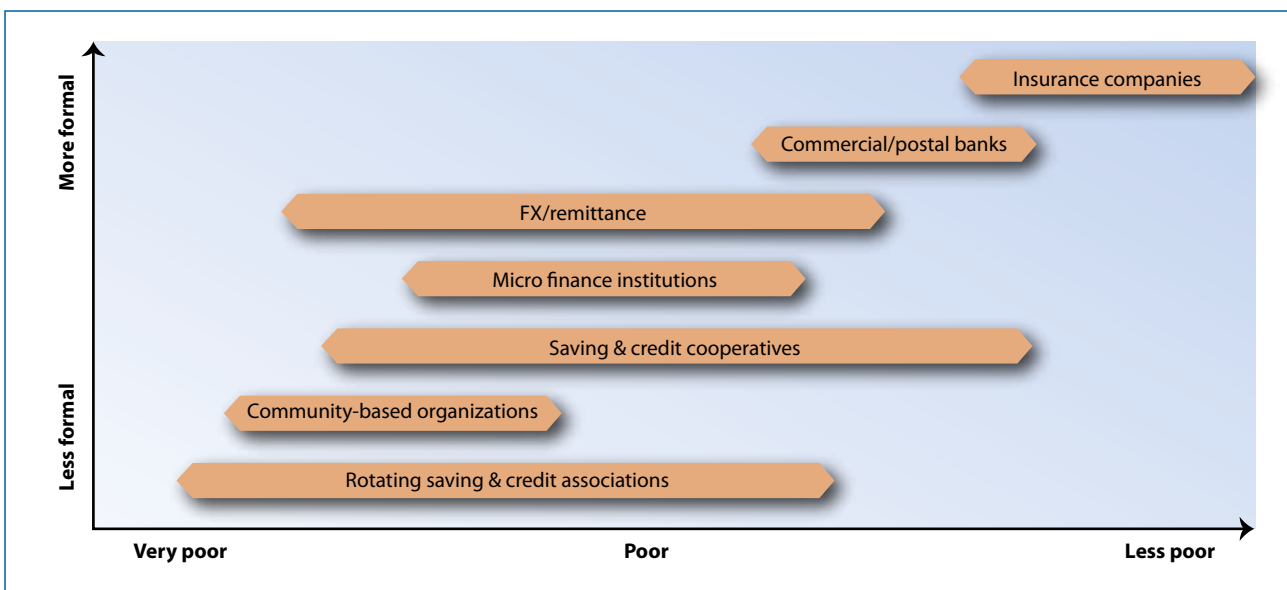 More formal
Less formal
Insurance companies
Commercial/postal banks
FX/remittance
Micro finance institutions
Saving & credit cooperatives
Community-based organizations
Rotating saving & credit associations
Very poor
Poor
Less poor